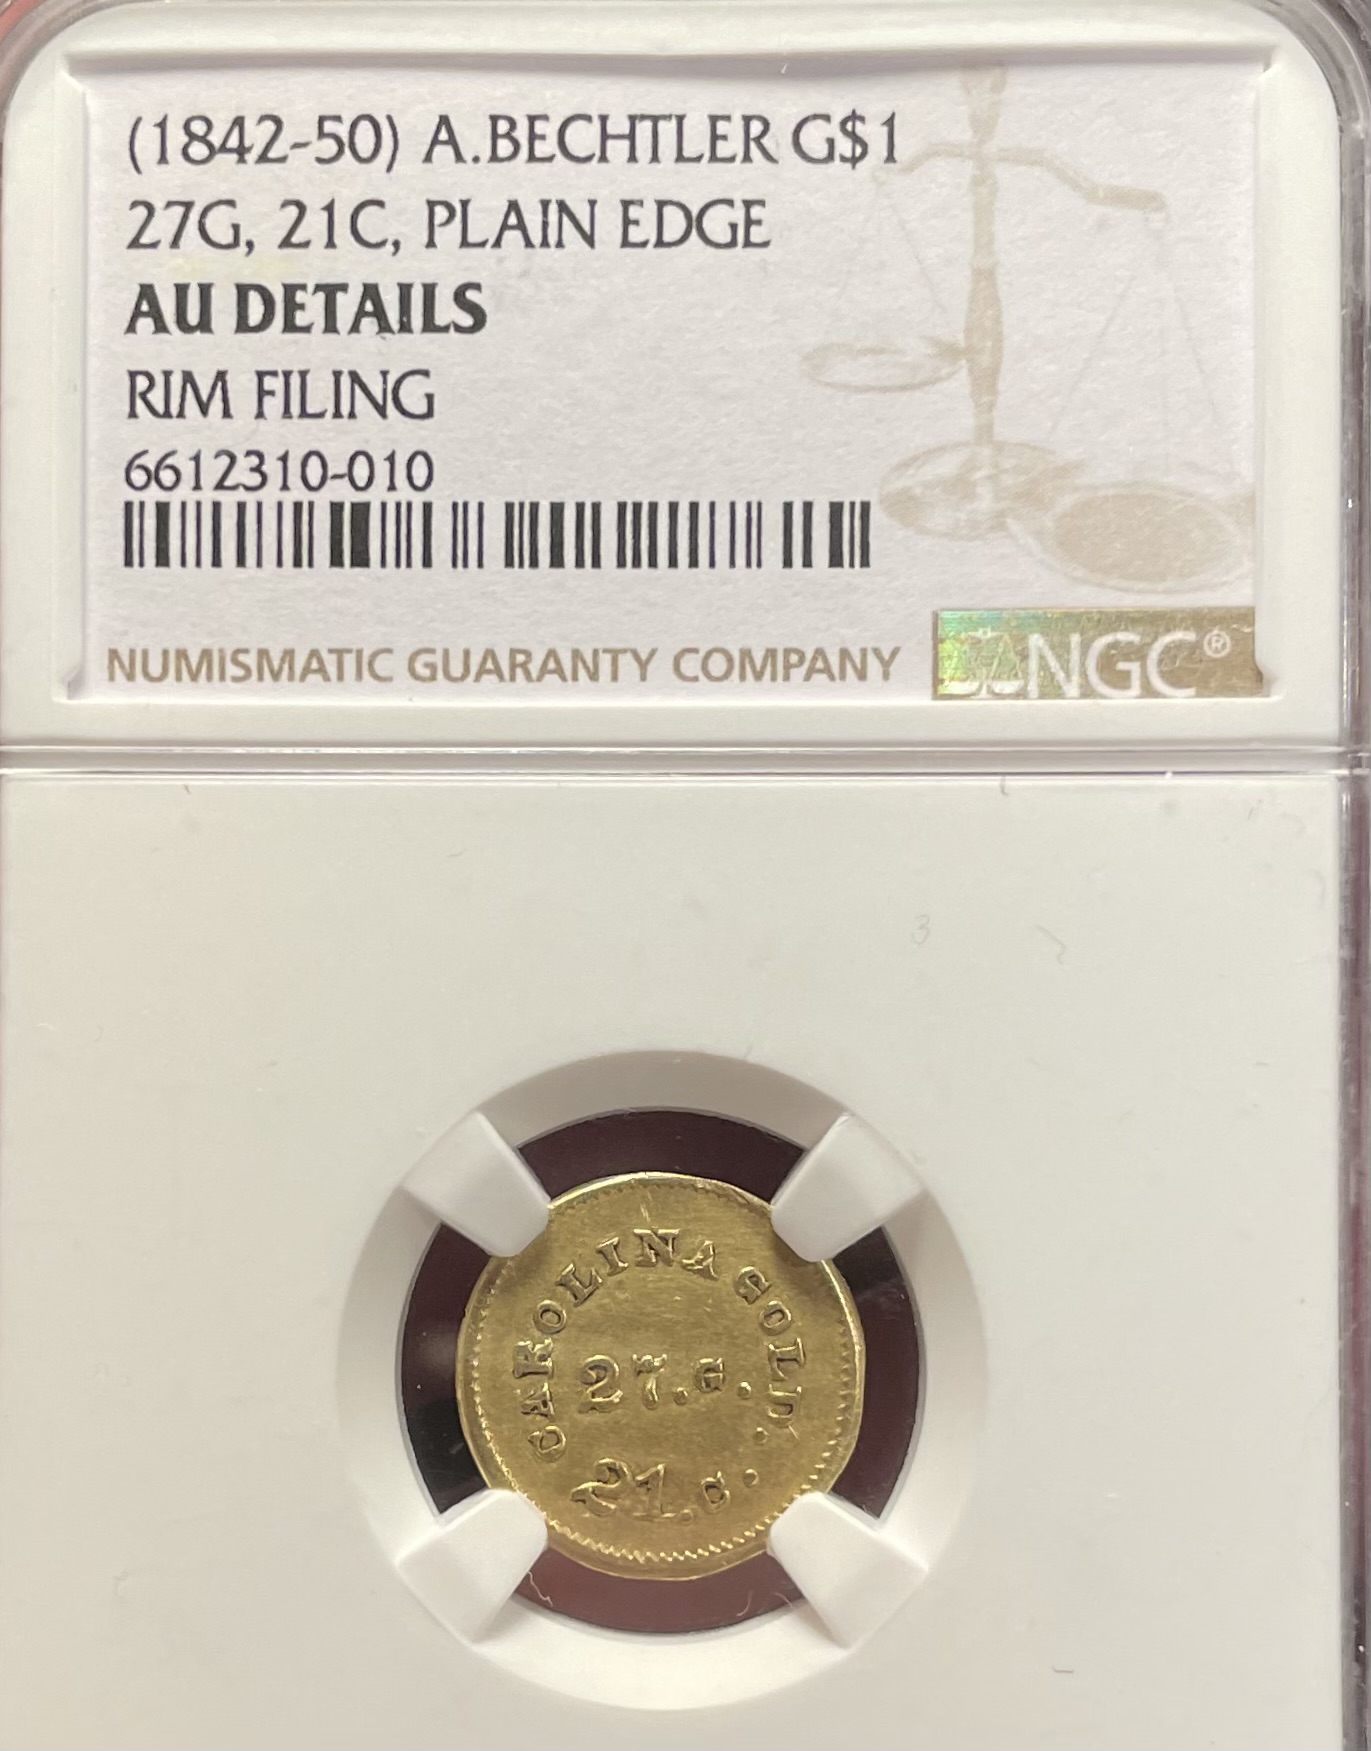 (1842-50) A.BECHTLER G$1
27G, 21C, PLAIN EDGE
AU DETAILS
RIM FILING
6612310-010
NUMISMATIC GUARANTY COMPANY NGC®
CAROLINA GOLD.
27.G.
21.C.